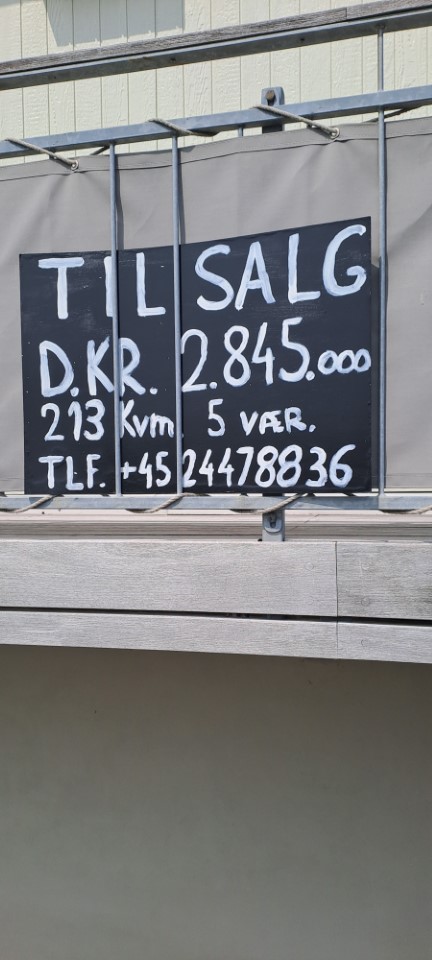 TIL SALG
D.KR. 2.845.000
213 Kvm 5 VÆR.
TLF. +45 24478836